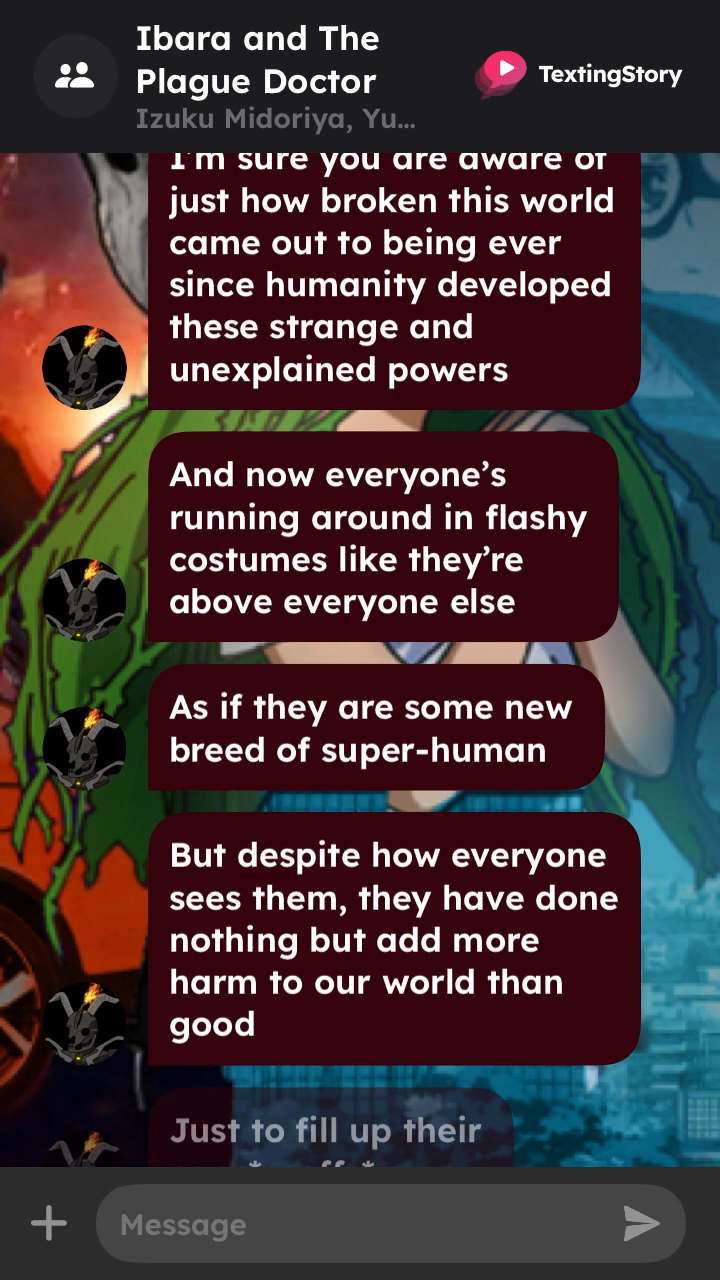 Ibara and The
Plague Doctor
Izuku Midoriya, Yu...
TextingStory
I'm sure you are aware of
just how broken this world
came out to being ever
since humanity developed
these strange and
unexplained powers
And now everyone’s
running around in flashy
costumes like they’re
above everyone else
As if they are some new
breed of super-human
But despite how everyone
sees them, they have done
nothing but add more
harm to our world than
good
Just to fill up their
Message